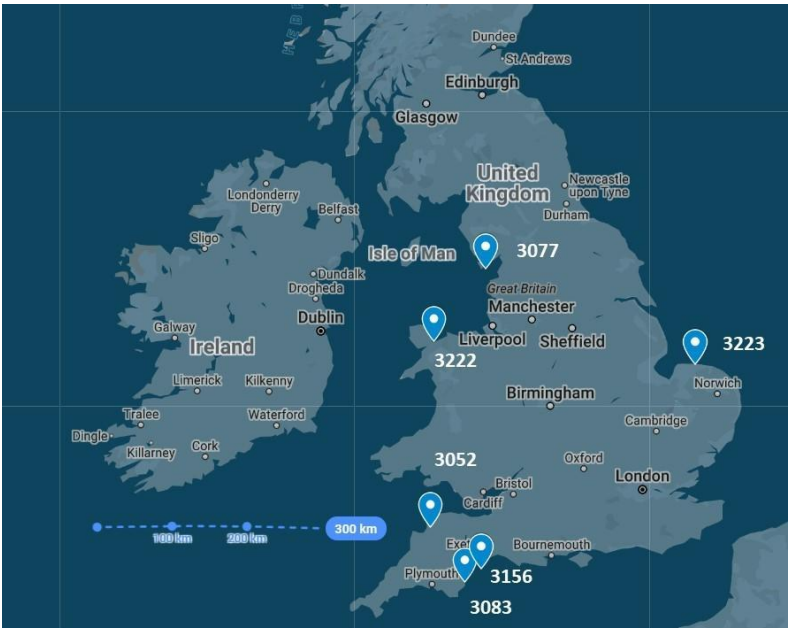 HEB
Dundee
St Andrews
Edinburgh
Glasgow
United
Kingdom
Newcastle
upon Tyne
Londonderry
Derry
Durham
Belfast
Sligo
Isle of Man
3077
Dundalk
Drogheda
Great Britain
Manchester
Dublin
Galway
Liverpool
Sheffield
3223
Ireland
3222
Limerick
Kilkenny
Norwich
Birmingham
Tralee
Waterford
Cambridge
Dingle
Killarney
Cork
3052
Oxford
London
Bristol
Cardiff
300 km
100 km
200 km
Exe
Bournemouth
Plymouth
3156
3083